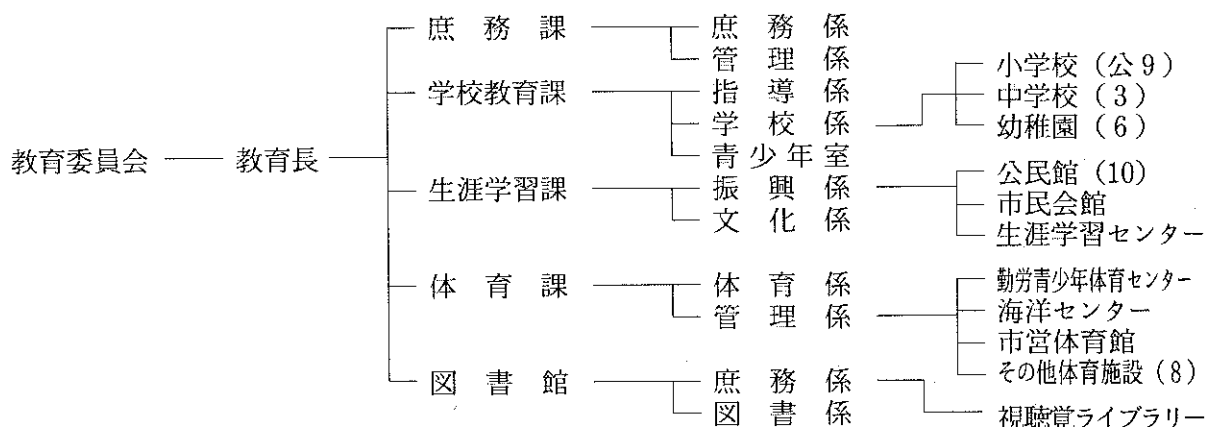 教育委員会
教育長
庶務課
庶務係
管理係
学校教育課
指導係
学校係
小学校（公9）
中学校（3）
幼稚園（6）
青少年室
生涯学習課
振興係
公民館（10）
市民会館
生涯学習センター
文化係
体育課
体育係
管理係
勤労青少年体育センター
海洋センター
市営体育館
その他体育施設（8）
図書館
庶務係
視聴覚ライブラリー
図書係